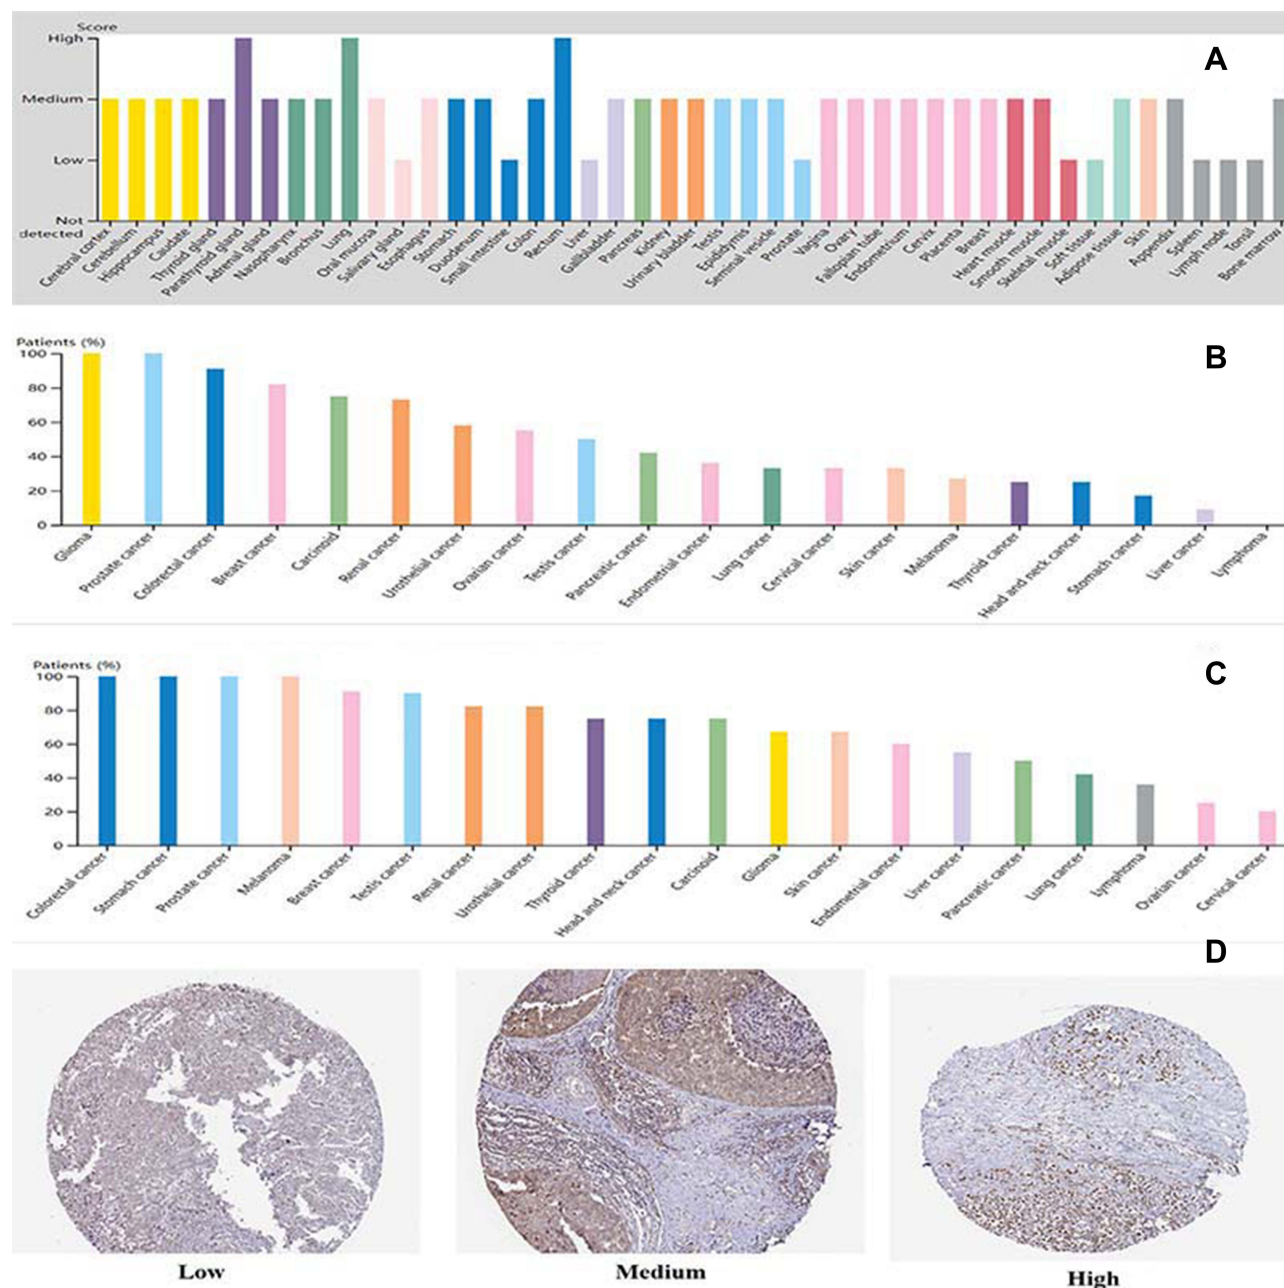 Score
A
High
Medium
Low
Not
detected
Cerebral cortex
Cerebellum
Hippocampus
Caudate
Thyroid gland
Parathyroid gland
Adrenal gland
Nasopharynx
Bronchus
Lung
Oral mucosa
Salivary gland
Esophagus
Stomach
Duodenum
Small intestine
Colon
Rectum
Liver
Gallbladder
Pancreas
Kidney
Urinary bladder
Testis
Epididymis
Seminal vesicle
Prostate
Vagina
Ovary
Fallopian tube
Endometrium
Cervix
Placenta
Breast
Heart muscle
Smooth muscle
Skeletal muscle
Soft tissue
Adipose tissue
Skin
Appendix
Spleen
Lymph node
Tonsil
Bone marrow
Patients (%)
B
100
80
60
40
20
0
Glioma
Prostate cancer
Colorectal cancer
Breast cancer
Carcinoid
Renal cancer
Urothelial cancer
Ovarian cancer
Testis cancer
Pancreatic cancer
Endometrial cancer
Lung cancer
Cervical cancer
Skin cancer
Melanoma
Thyroid cancer
Head and neck cancer
Stomach cancer
Liver cancer
Lymphoma
Patients (%)
C
100
80
60
40
20
0
Colorectal cancer
Stomach cancer
Prostate cancer
Melanoma
Breast cancer
Testis cancer
Renal cancer
Urothelial cancer
Thyroid cancer
Head and neck cancer
Carcinoid
Glioma
Skin cancer
Endometrial cancer
Liver cancer
Pancreatic cancer
Lung cancer
Lymphoma
Ovarian cancer
Cervical cancer
D
Low
Medium
High